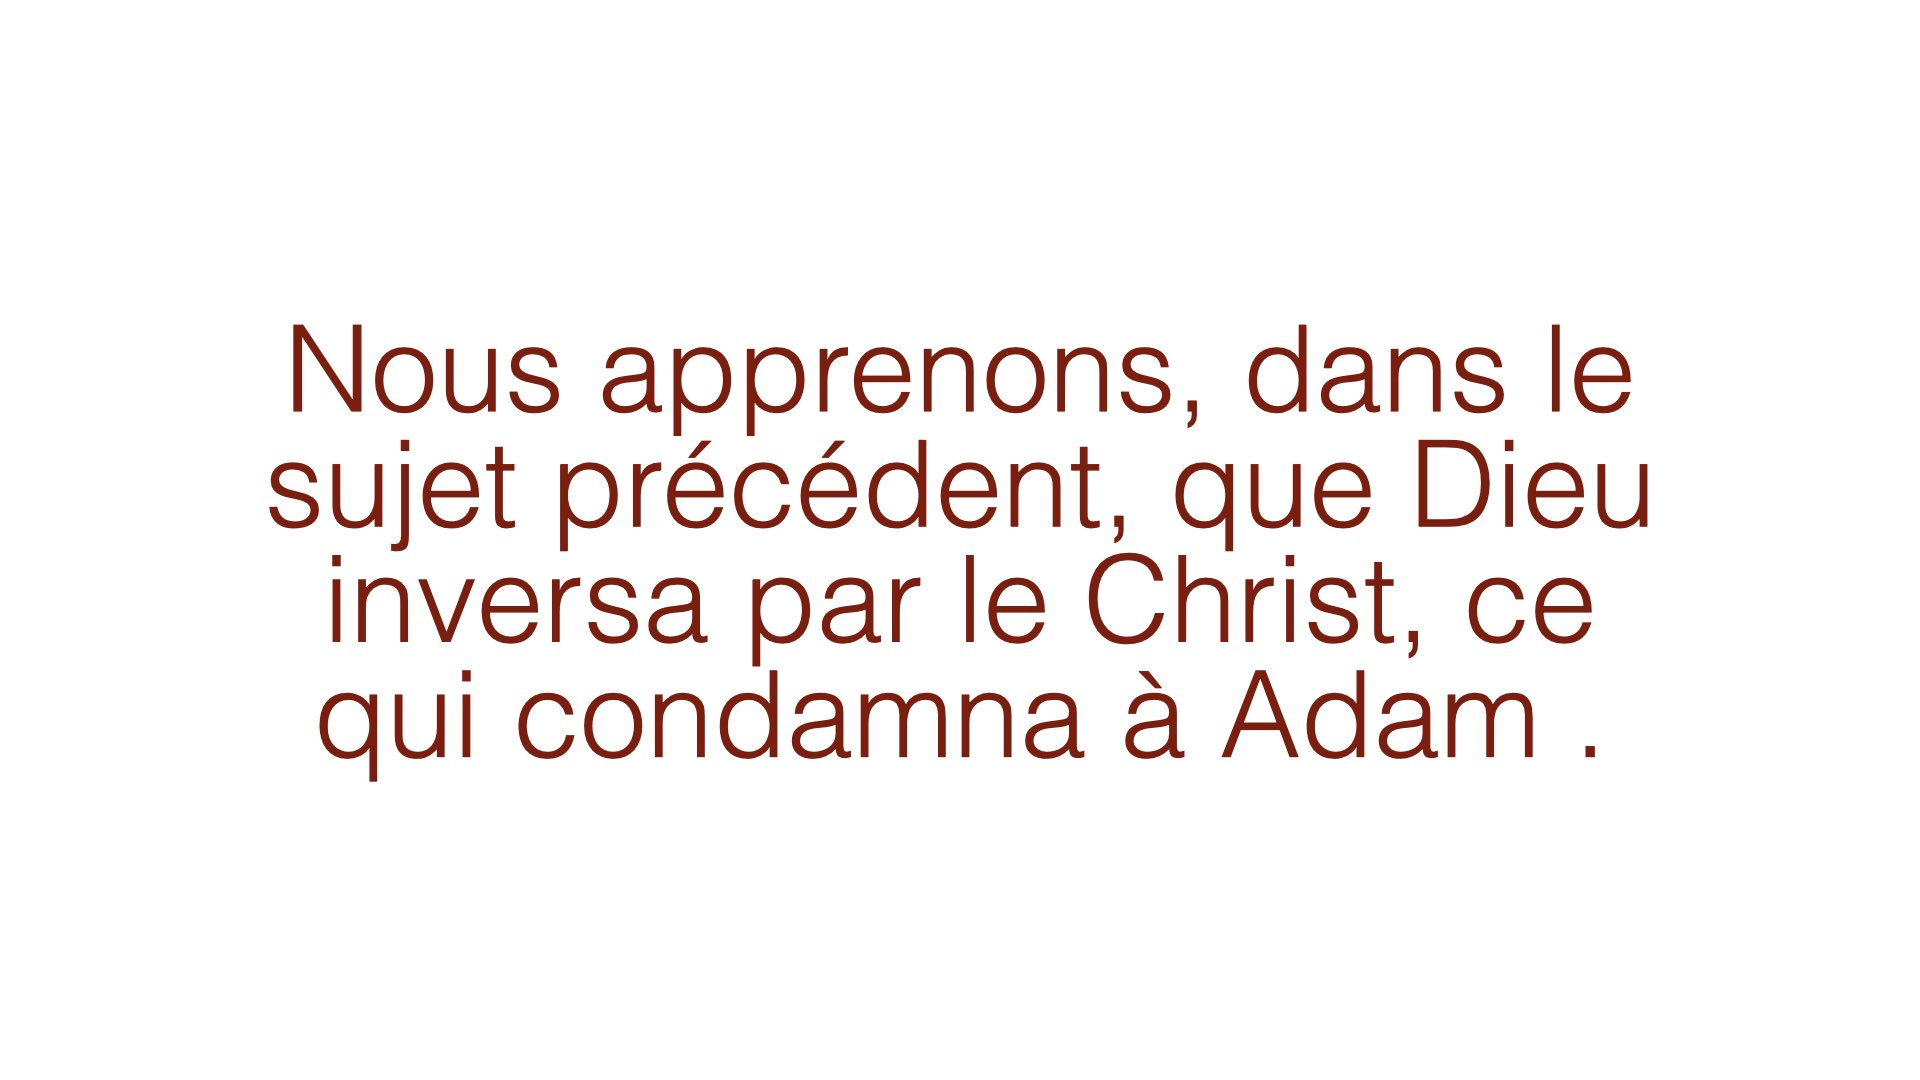 Nous apprenons, dans le
sujet précédent, que Dieu
inversa par le Christ, ce
qui condamna à Adam .